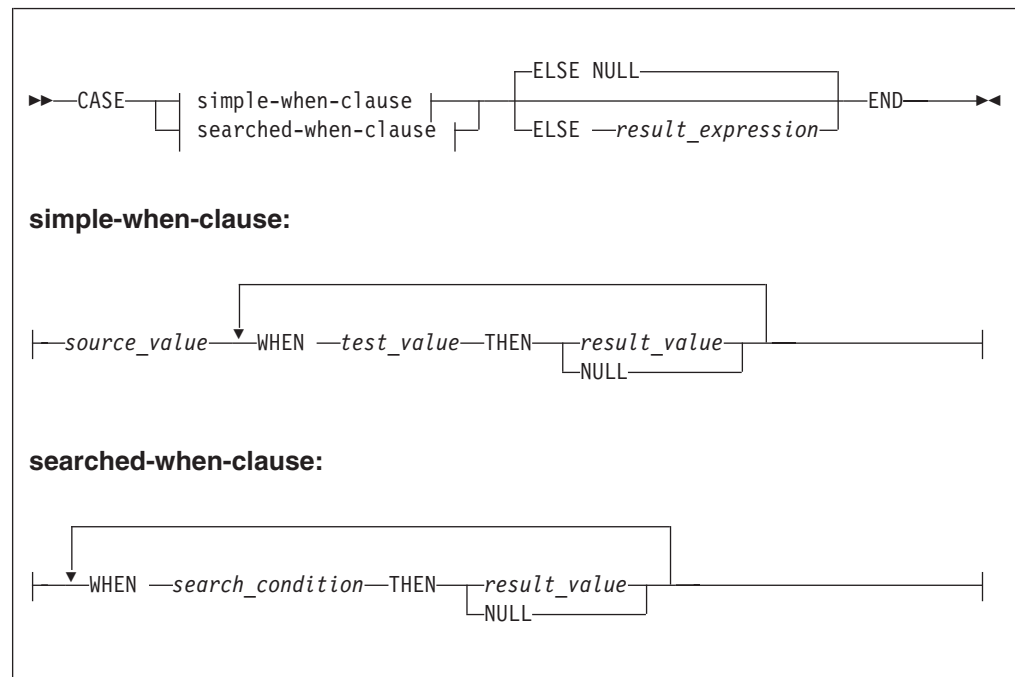 ELSE NULL
CASE simple-when-clause END
searched-when-clause ELSE result_expression
simple-when-clause:
source_value WHEN test_value THEN result_value
NULL
searched-when-clause:
WHEN search_condition THEN result_value
NULL